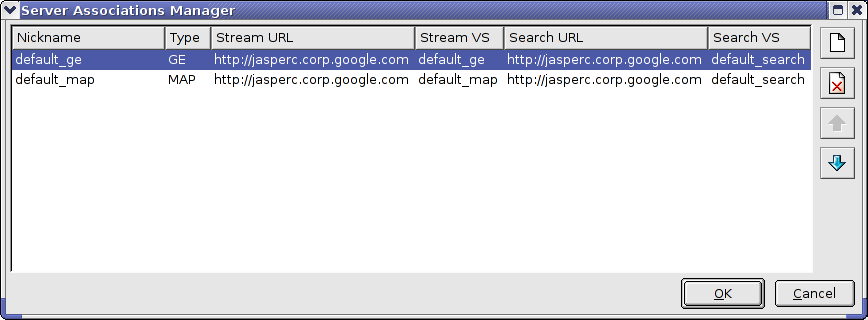 Server Associations Manager
Nickname Type Stream URL Stream VS Search URL Search VS
default_ge GE http://jasperc.corp.google.com default_ge http://jasperc.corp.google.com default_search
default_map MAP http://jasperc.corp.google.com default_map http://jasperc.corp.google.com default_search
OK Cancel